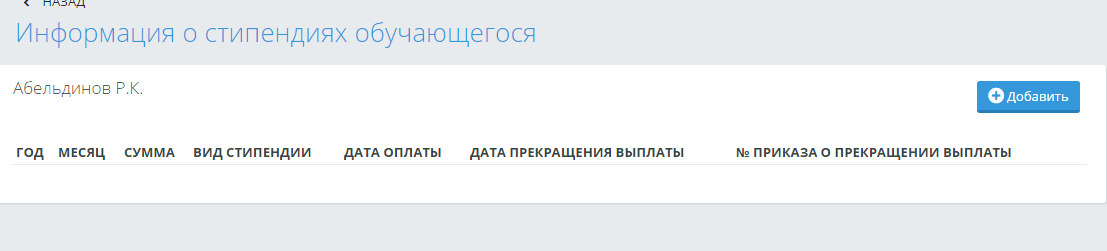 НАЗАД
Информация о стипендиях обучающегося
Абельдинов Р.К.
Добавить
ГОД МЕСЯЦ СУММА ВИД СТИПЕНДИИ ДАТА ОПЛАТЫ ДАТА ПРЕКРАЩЕНИЯ ВЫПЛАТЫ № ПРИКАЗА О ПРЕКРАЩЕНИИ ВЫПЛАТЫ